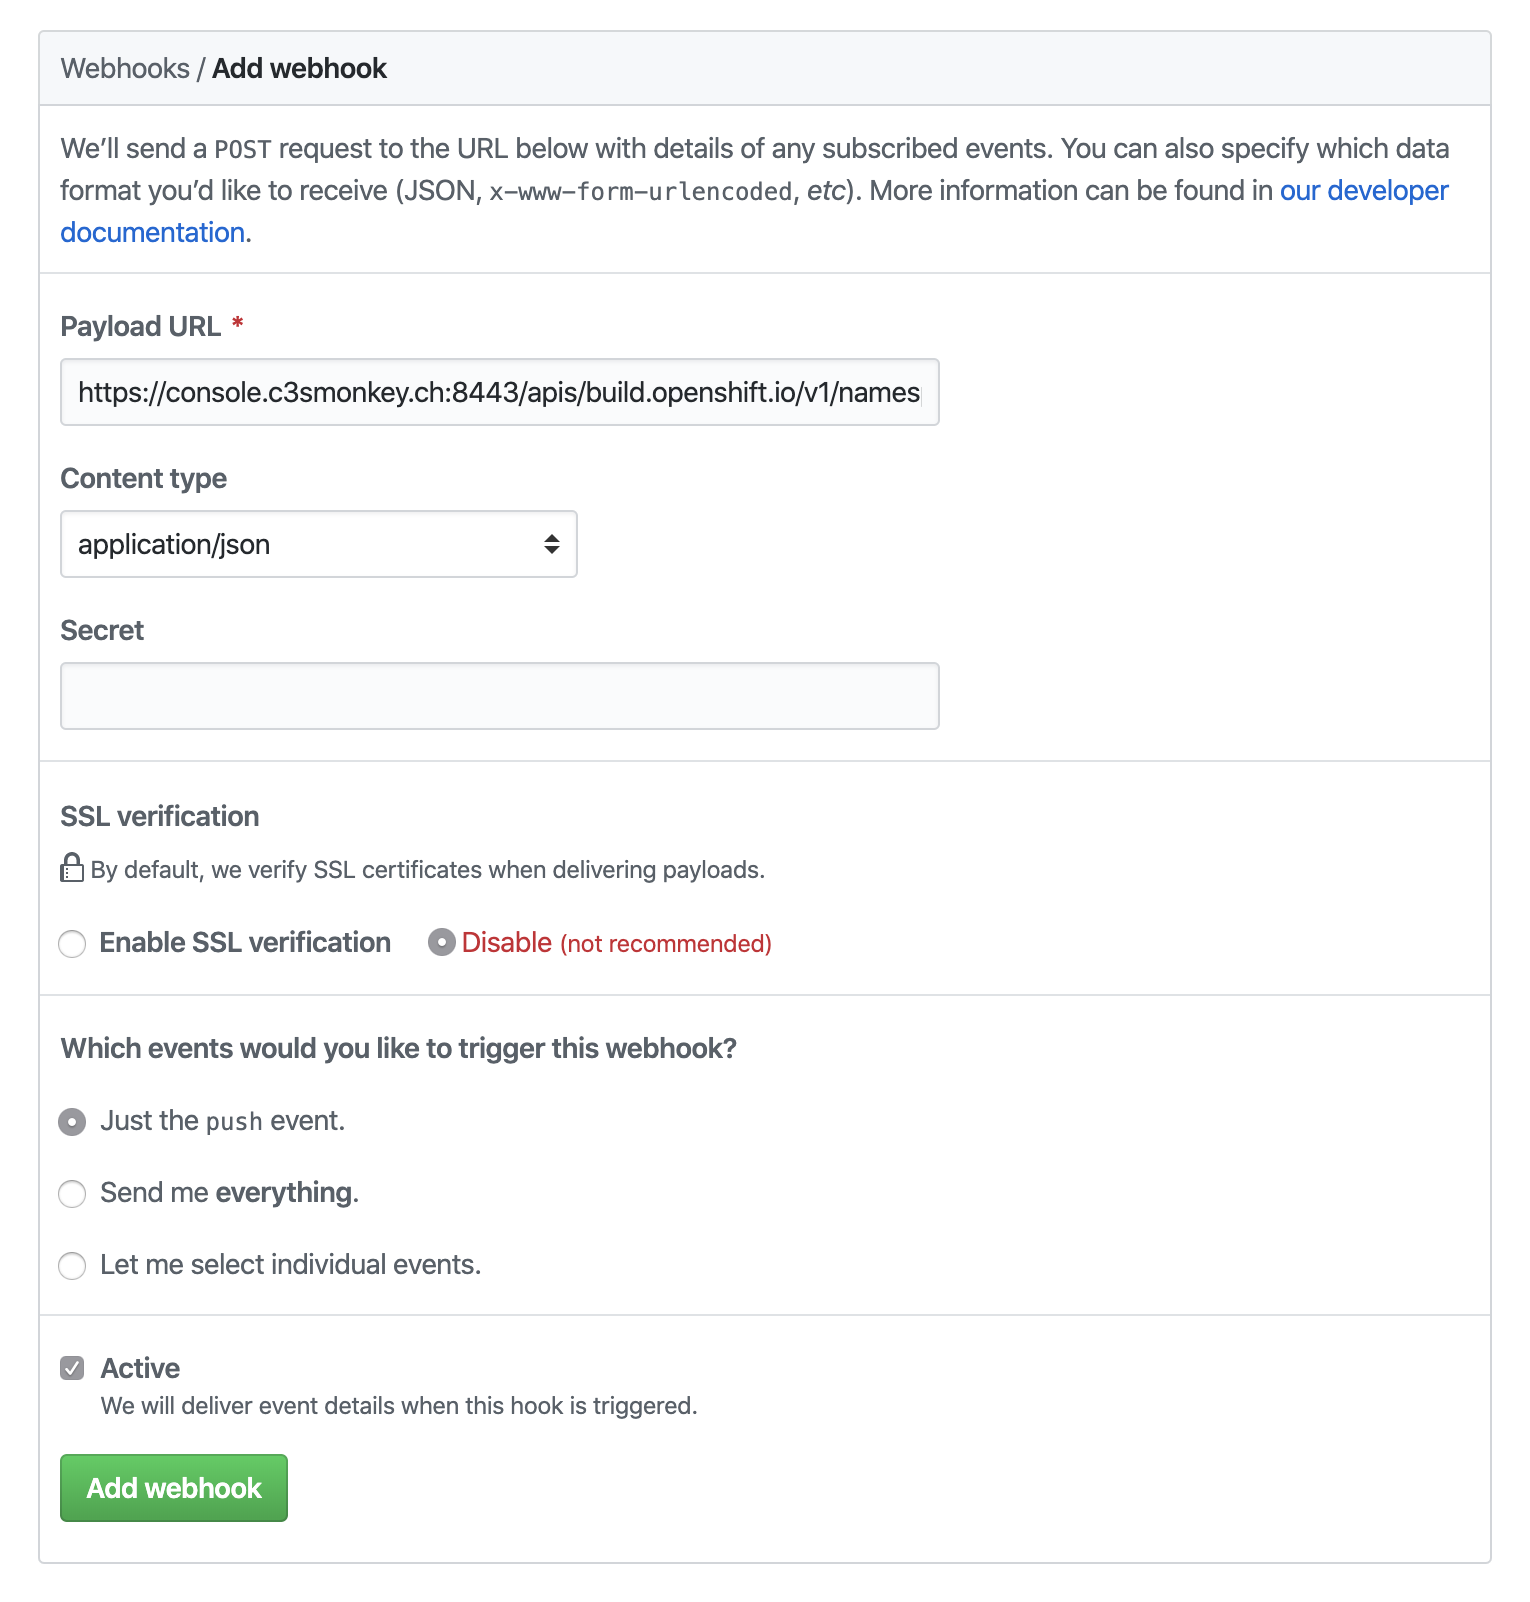 Webhooks / Add webhook
We’ll send a POST request to the URL below with details of any subscribed events. You can also specify which data
format you’d like to receive (JSON, x-www-form-urlencoded, etc). More information can be found in our developer
documentation.
Payload URL *
https://console.c3smonkey.ch:8443/apis/build.openshift.io/v1/names
Content type
application/json
Secret
SSL verification
By default, we verify SSL certificates when delivering payloads.
Enable SSL verification Disable (not recommended)
Which events would you like to trigger this webhook?
Just the push event.
Send me everything.
Let me select individual events.
Active
We will deliver event details when this hook is triggered.
Add webhook